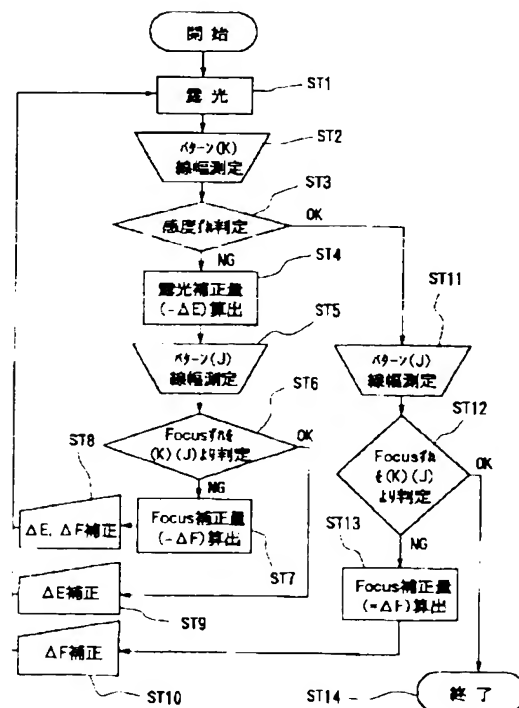 開始
ST1
露光
ST2
パターン(K)
線幅測定
ST3
感度ずれ判定
OK
NG
ST4
露光補正量
(-ΔE)算出
ST5
パターン(J)
線幅測定
ST6
Focusずれを
(K)(J)より判定
OK
NG
Focus補正量
(-ΔF)算出
ST7
ST8
ΔE, ΔF補正
ΔE補正
ST9
ΔF補正
ST10
ST11
パターン(J)
線幅測定
ST12
Focusずれ
を(K)(J)
より判定
OK
NG
ST13
Focus補正量
(=ΔF)算出
ST14
終了